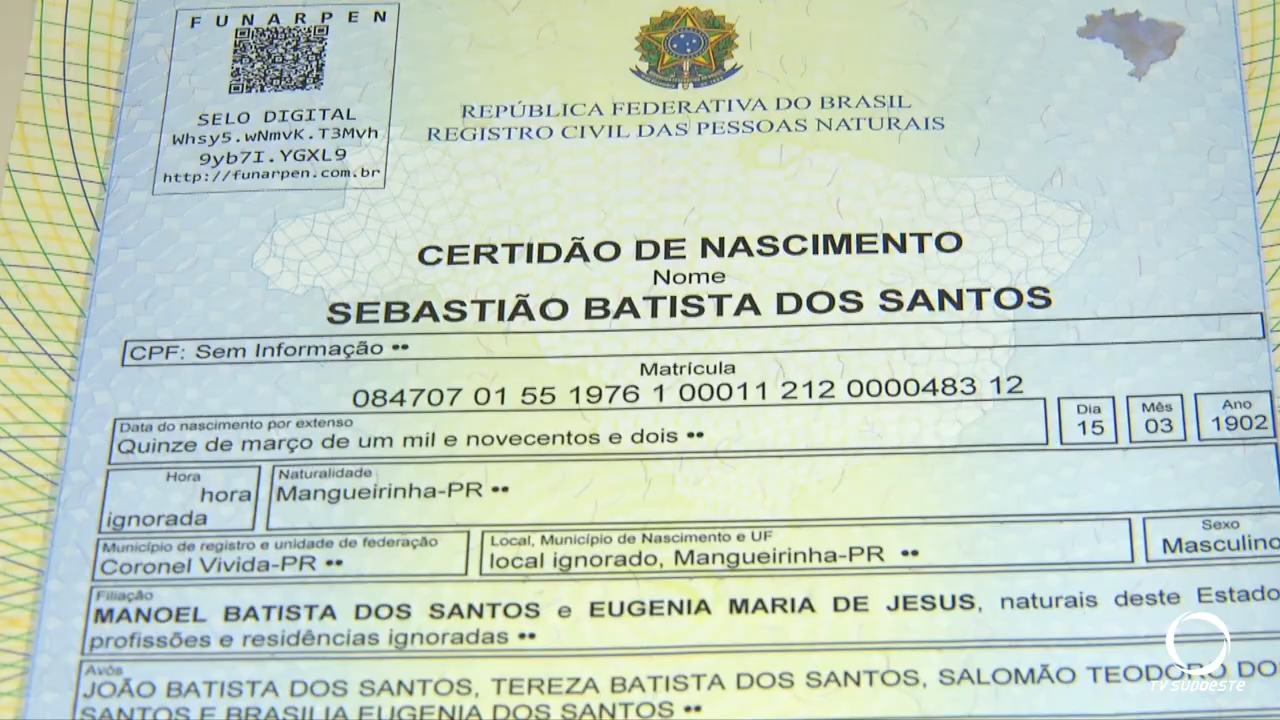 FUNARPEN
SELO DIGITAL
Whsy5.wNmvK.T3Mvh
9yb7I.YGXL9
http://funarpen.com.br
REPÚBLICA FEDERATIVA DO BRASIL
REGISTRO CIVIL DAS PESSOAS NATURAIS
CERTIDÃO DE NASCIMENTO
Nome
SEBASTIÃO BATISTA DOS SANTOS
CPF: Sem Informação ••
Matrícula
084707 01 55 1976 1 00011 212 0000483 12
Data do nascimento por extenso
Quinze de março de um mil e novecentos e dois ••
Dia
15
Mês
03
Ano
1902
Hora
hora
ignorada
Naturalidade
Mangueirinha-PR ••
Município de registro e unidade de federação
Coronel Vivida-PR ••
Local, Município de Nascimento e UF
local ignorado, Mangueirinha-PR ••
Sexo
Masculino
Filiação
MANOEL BATISTA DOS SANTOS e EUGENIA MARIA DE JESUS, naturais deste Estado
profissões e residências ignoradas ••
Avós
JOÃO BATISTA DOS SANTOS, TEREZA BATISTA DOS SANTOS, SALOMÃO TEODORO DO
SANTOS E BRASILIA EUGENIA DOS SANTOS ••
TV SUDOESTE